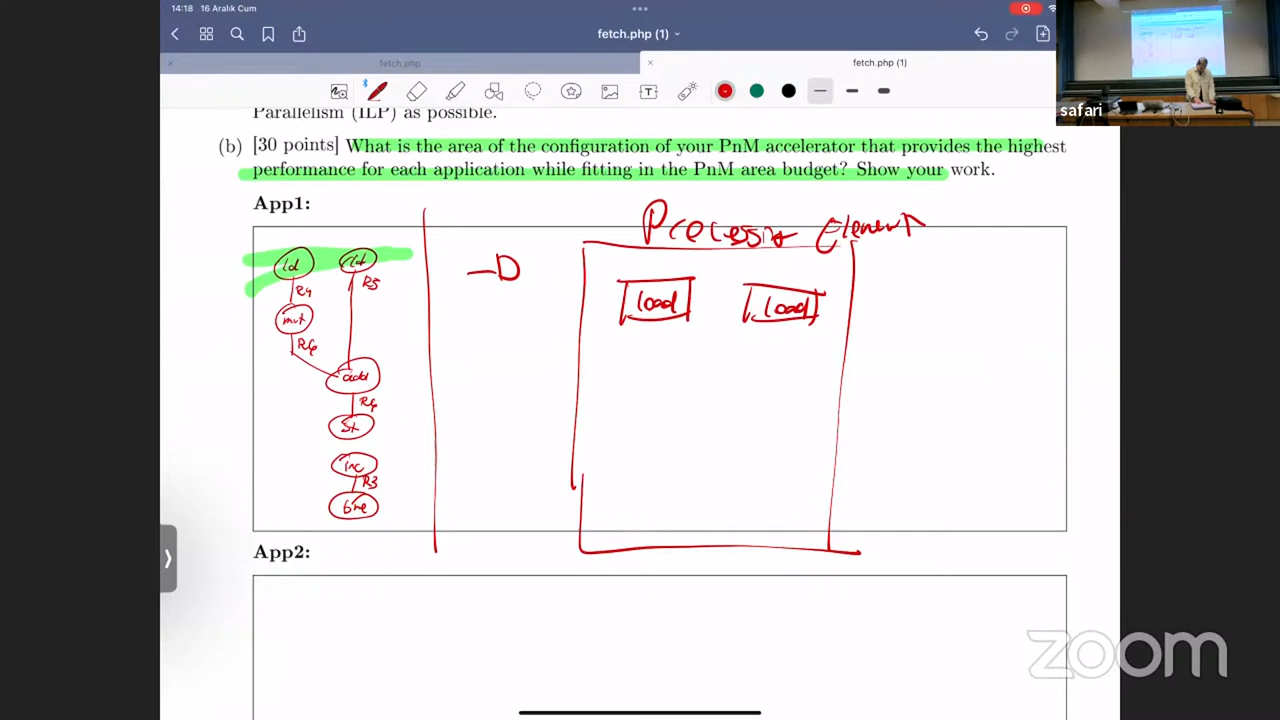 14:18 16 Aralık Cum
fetch.php (1)
fetch.php
fetch.php (1)
safari
Parallelism (ILP) as possible.
(b) [30 points] What is the area of the configuration of your PnM accelerator that provides the highest
performance for each application while fitting in the PnM area budget? Show your work.
App1:
Processing Element
ld ld
R4 R5
mut
R6
add
R6
St
inc
R3
bne
load load
App2:
zoom